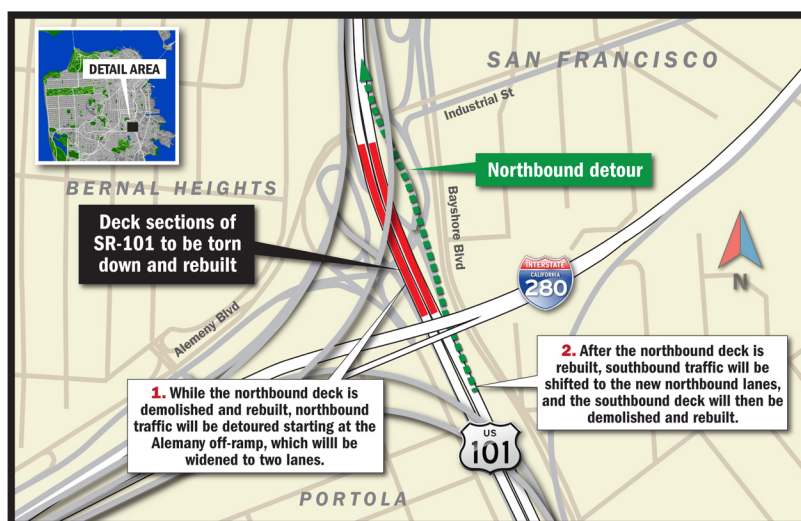 DETAIL AREA
SAN FRANCISCO
Industrial St
BERNAL HEIGHTS
Northbound detour
Bayshore Blvd
Deck sections of
SR-101 to be torn
down and rebuilt
INTERSTATE
CALIFORNIA
280
N
Alemeny Blvd
1. While the northbound deck is
demolished and rebuilt, northbound
traffic will be detoured starting at the
Alemany off-ramp, which willl be
widened to two lanes.
2. After the northbound deck is
rebuilt, southbound traffic will be
shifted to the new northbound lanes,
and the southbound deck will then be
demolished and rebuilt.
US
101
PORTOLA